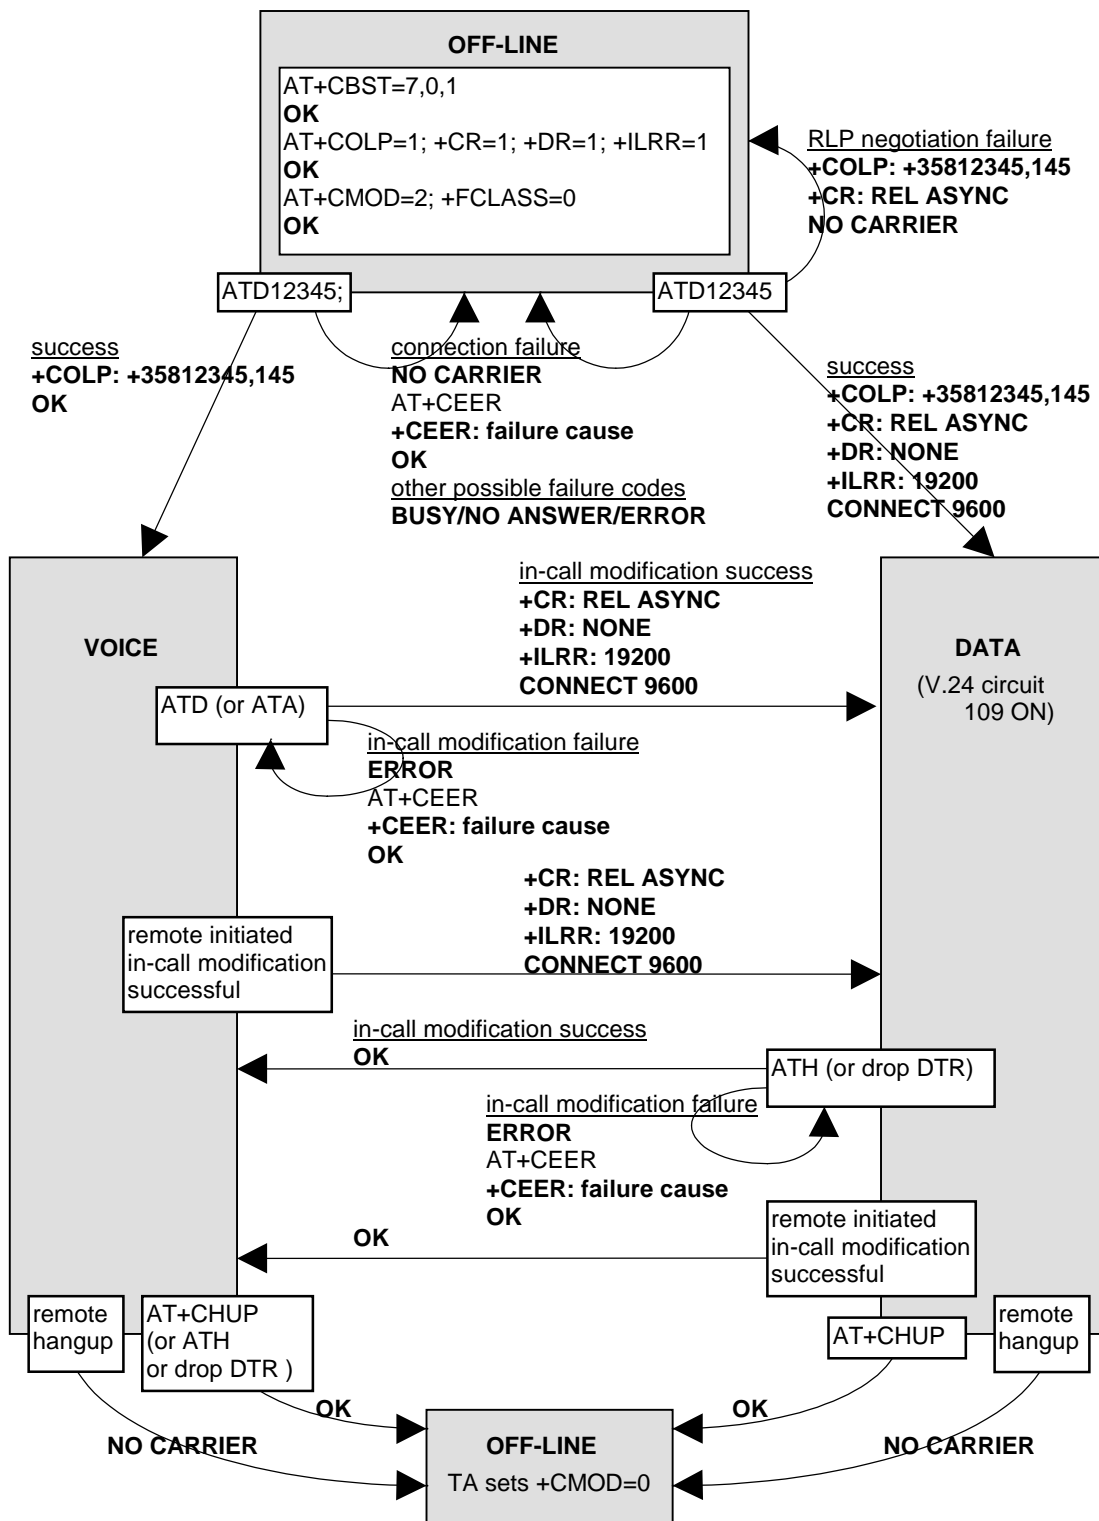 OFF-LINE
AT+CBST=7,0,1
OK
AT+COLP=1; +CR=1; +DR=1; +ILRR=1
OK
AT+CMOD=2; +FCLASS=0
OK
RLP negotiation failure
+COLP: +35812345,145
+CR: REL ASYNC
NO CARRIER
ATD12345;
ATD12345
success
+COLP: +35812345,145
OK
connection failure
NO CARRIER
AT+CEER
+CEER: failure cause
OK
other possible failure codes
BUSY/NO ANSWER/ERROR
success
+COLP: +35812345,145
+CR: REL ASYNC
+DR: NONE
+ILRR: 19200
CONNECT 9600
VOICE
in-call modification success
+CR: REL ASYNC
+DR: NONE
+ILRR: 19200
CONNECT 9600
DATA
(V.24 circuit
109 ON)
ATD (or ATA)
in-call modification failure
ERROR
AT+CEER
+CEER: failure cause
OK
+CR: REL ASYNC
+DR: NONE
+ILRR: 19200
CONNECT 9600
remote initiated
in-call modification
successful
in-call modification success
OK
ATH (or drop DTR)
in-call modification failure
ERROR
AT+CEER
+CEER: failure cause
OK
remote initiated
in-call modification
successful
OK
remote
hangup
AT+CHUP
(or ATH
or drop DTR )
AT+CHUP
remote
hangup
OK
OK
NO CARRIER
NO CARRIER
OFF-LINE
TA sets +CMOD=0